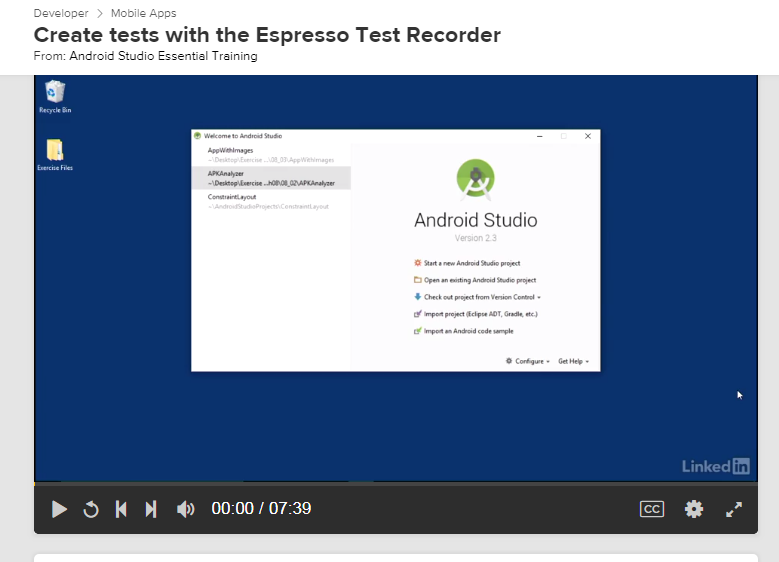 Developer > Mobile Apps
Create tests with the Espresso Test Recorder
From: Android Studio Essential Training
Recycle Bin
Exercise Files
Welcome to Android Studio
AppWithImages
~\Desktop\Exercise ...\08_01\AppWithImages
APKAnalyzer
~\Desktop\Exercise ...h08\08_02\APKAnalyzer
ConstraintLayout
~\AndroidStudioProjects\ConstraintLayout
Android Studio
Version 2.3
Start a new Android Studio project
Open an existing Android Studio project
Check out project from Version Control
Import project (Eclipse ADT, Gradle, etc.)
Import an Android code sample
Configure Get Help
LinkedIn
00:00 / 07:39 CC